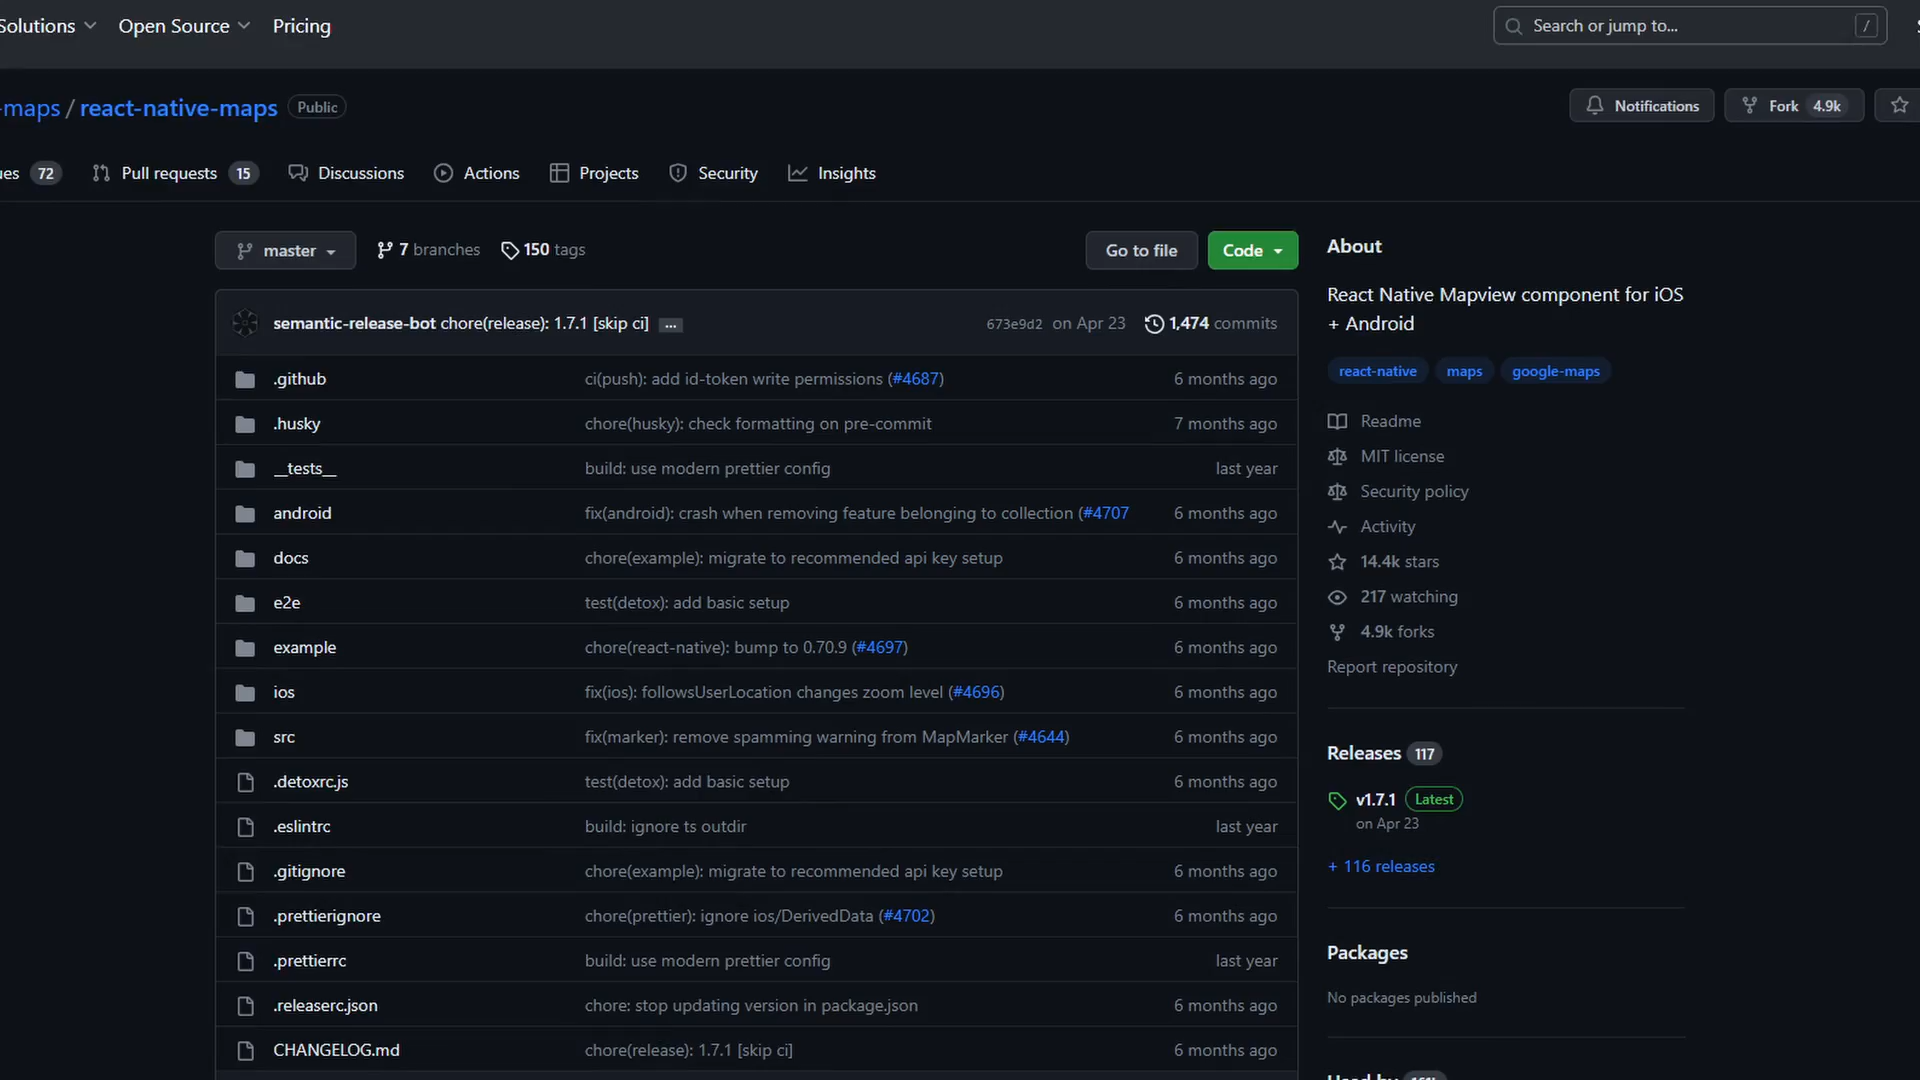 Solutions Open Source Pricing Search or jump to... /
-maps / react-native-maps Public Notifications Fork 4.9k
72 Pull requests 15 Discussions Actions Projects Security Insights
master 7 branches 150 tags Go to file Code
semantic-release-bot chore(release): 1.7.1 [skip ci] ... 673e9d2 on Apr 23 1,474 commits
.github ci(push): add id-token write permissions (#4687) 6 months ago
.husky chore(husky): check formatting on pre-commit 7 months ago
__tests__ build: use modern prettier config last year
android fix(android): crash when removing feature belonging to collection (#4707 6 months ago
docs chore(example): migrate to recommended api key setup 6 months ago
e2e test(detox): add basic setup 6 months ago
example chore(react-native): bump to 0.70.9 (#4697) 6 months ago
ios fix(ios): followsUserLocation changes zoom level (#4696) 6 months ago
src fix(marker): remove spamming warning from MapMarker (#4644) 6 months ago
.detoxrc.js test(detox): add basic setup 6 months ago
.eslintrc build: ignore ts outdir last year
.gitignore chore(example): migrate to recommended api key setup 6 months ago
.prettierignore chore(prettier): ignore ios/DerivedData (#4702) 6 months ago
.prettierrc build: use modern prettier config last year
.releaserc.json chore: stop updating version in package.json 6 months ago
CHANGELOG.md chore(release): 1.7.1 [skip ci] 6 months ago
About
React Native Mapview component for iOS
+ Android
react-native maps google-maps
Readme
MIT license
Security policy
Activity
14.4k stars
217 watching
4.9k forks
Report repository
Releases 117
v1.7.1 Latest
on Apr 23
+ 116 releases
Packages
No packages published